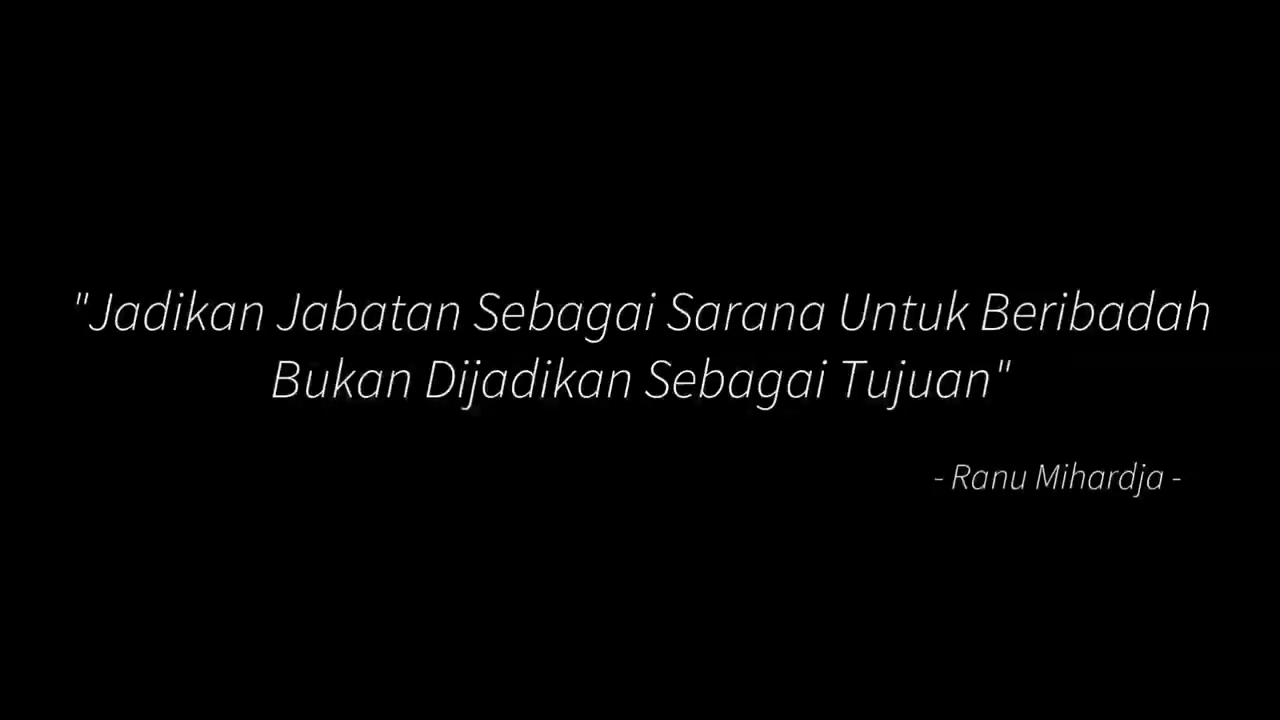 "Jadikan Jabatan Sebagai Sarana Untuk Beribadah
Bukan Dijadikan Sebagai Tujuan"
- Ranu Mihardja -